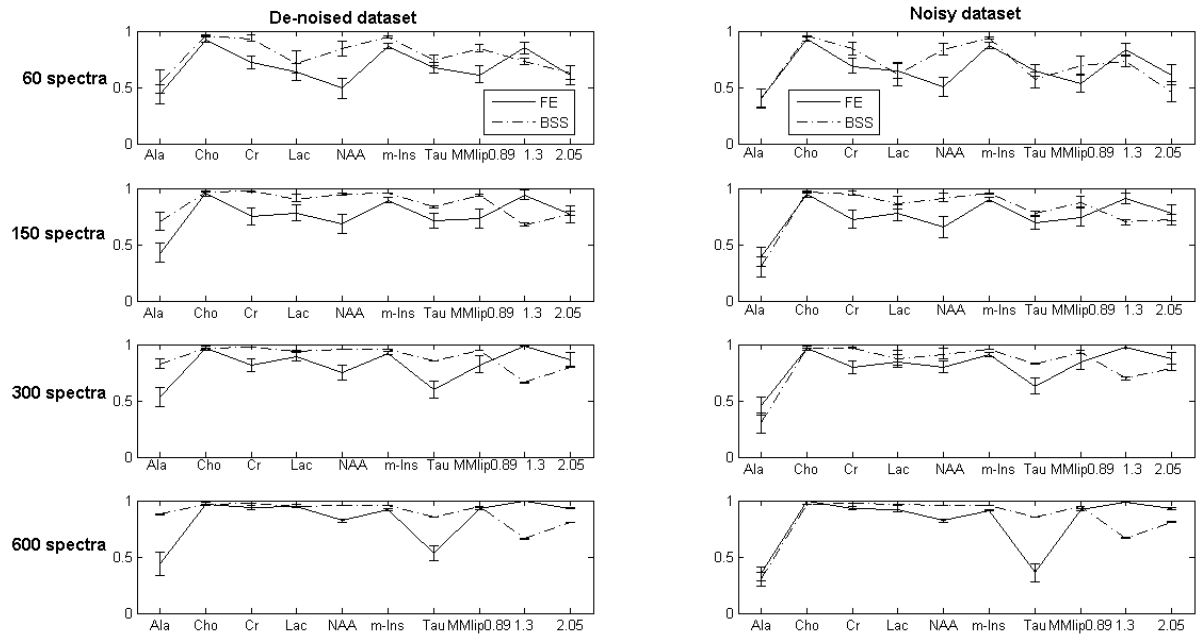 De-noised dataset
Noisy dataset
60 spectra
1
0.5
0
FE
BSS
Ala Cho Cr Lac NAA m-Ins Tau MMlip0.89 1.3 2.05
1
0.5
0
FE
BSS
Ala Cho Cr Lac NAA m-Ins Tau MMlip0.89 1.3 2.05
150 spectra
1
0.5
0
Ala Cho Cr Lac NAA m-Ins Tau MMlip0.89 1.3 2.05
1
0.5
0
Ala Cho Cr Lac NAA m-Ins Tau MMlip0.89 1.3 2.05
300 spectra
1
0.5
0
Ala Cho Cr Lac NAA m-Ins Tau MMlip0.89 1.3 2.05
1
0.5
0
Ala Cho Cr Lac NAA m-Ins Tau MMlip0.89 1.3 2.05
600 spectra
1
0.5
0
Ala Cho Cr Lac NAA m-Ins Tau MMlip0.89 1.3 2.05
1
0.5
0
Ala Cho Cr Lac NAA m-Ins Tau MMlip0.89 1.3 2.05